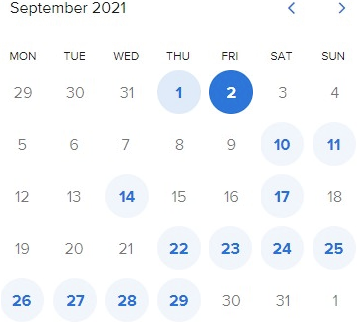 September 2021
MON TUE WED THU FRI SAT SUN
29 30 31 1 2 3 4
5 6 7 8 9 10 11
12 13 14 15 16 17 18
19 20 21 22 23 24 25
26 27 28 29 30 31 1